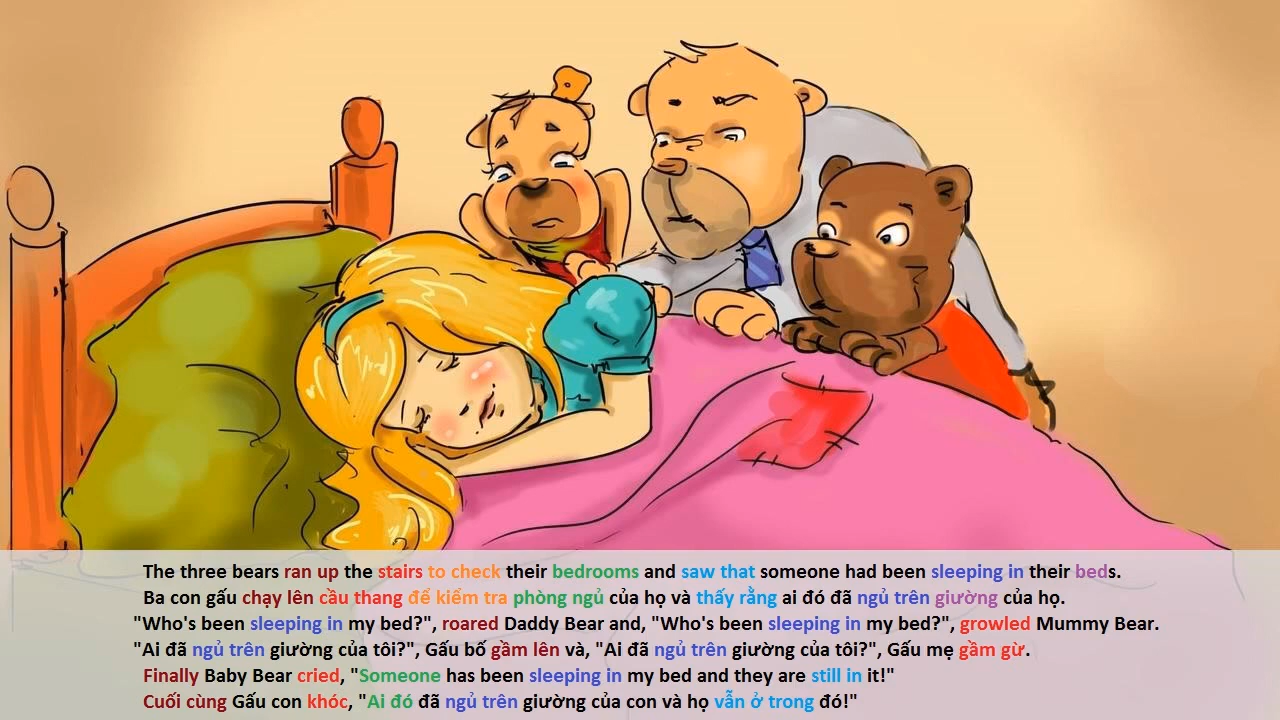 The three bears ran up the stairs to check their bedrooms and saw that someone had been sleeping in their beds.
Ba con gấu chạy lên cầu thang để kiểm tra phòng ngủ của họ và thấy rằng ai đó đã ngủ trên giường của họ.
"Who's been sleeping in my bed?", roared Daddy Bear and, "Who's been sleeping in my bed?", growled Mummy Bear.
"Ai đã ngủ trên giường của tôi?", Gấu bố gầm lên và, "Ai đã ngủ trên giường của tôi?", Gấu mẹ gầm gừ.
Finally Baby Bear cried, "Someone has been sleeping in my bed and they are still in it!"
Cuối cùng Gấu con khóc, "Ai đó đã ngủ trên giường của con và họ vẫn ở trong đó!"